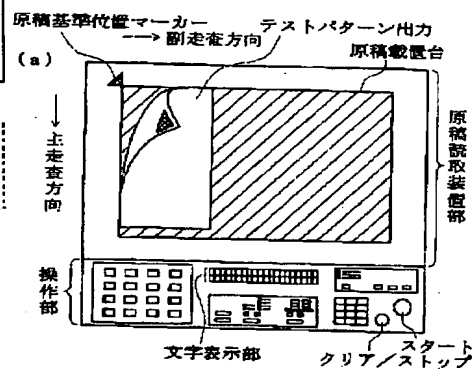 原稿基準位置マーカー
テストパターン出力
──> 副走査方向
原稿載置台
(a)
主走査方向
原稿読取装置部
操作部
文字表示部
スタート
クリア/ストップ